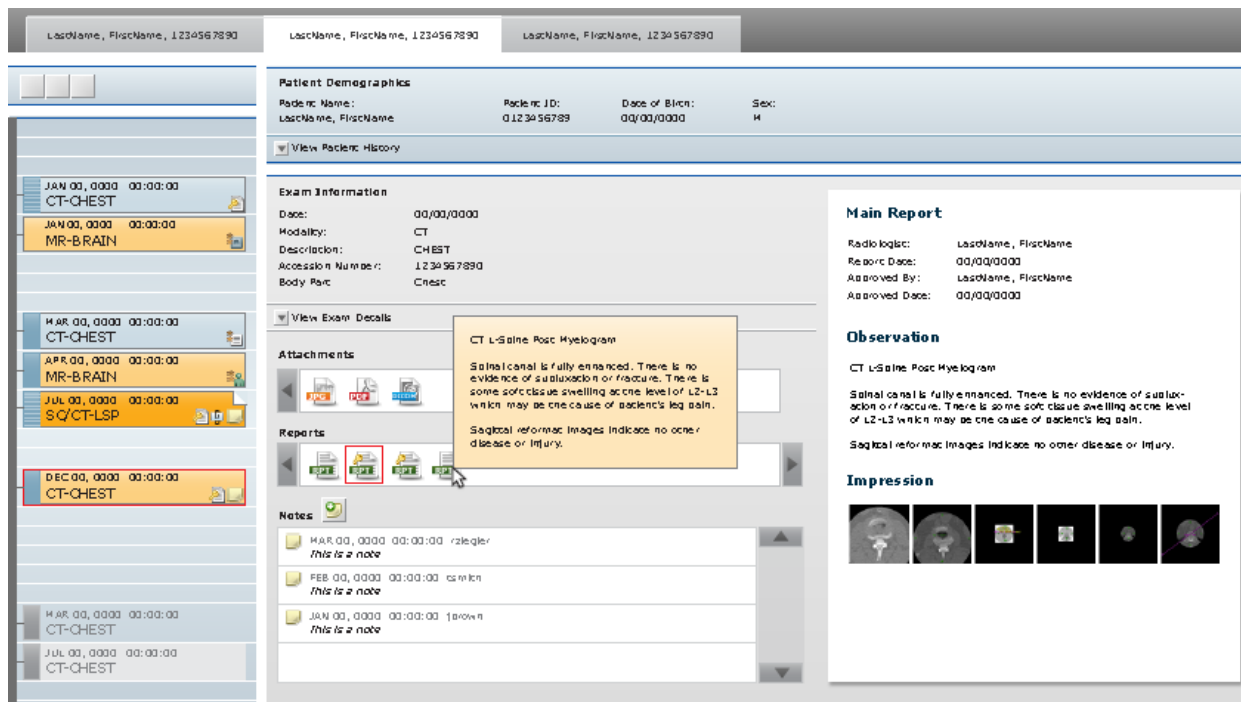 LastName, FirstName, 1234567890
LastName, FirstName, 1234567890
LastName, FirstName, 1234567890
Patient Demographics
Patient Name:
Patient ID:
Date of Birth:
Sex:
LastName, FirstName
0123456789
00/00/0000
M
View Patient History
JAN 00, 0000 00:00:00
CT-CHEST
JAN 00, 0000 00:00:00
MR-BRAIN
MAR 00, 0000 00:00:00
CT-CHEST
APR 00, 0000 00:00:00
MR-BRAIN
JUL 00, 0000 00:00:00
SQ/CT-LSP
DEC 00, 0000 00:00:00
CT-CHEST
MAR 00, 0000 00:00:00
CT-CHEST
JUL 00, 0000 00:00:00
CT-CHEST
Exam Information
Date: 00/00/0000
Modality: CT
Description: CHEST
Accession Number: 1234567890
Body Part Chest
View Exam Details
Attachments
JPG
PDF
DICOM
Reports
RPT
RPT
RPT
RPT
CT L-Spine Post Myelogram
Spinal canal is fully enhanced. There is no
evidence of subluxation or fracture. There is
some soft tissue swelling at the level of L2-L3
which may be the cause of patient's leg pain.
Sagittal reformat images indicate no other
disease or injury.
Notes
MAR 00, 0000 00:00:00 rziegler
This is a note
FEB 00, 0000 00:00:00 tsmith
This is a note
JAN 00, 0000 00:00:00 jbrown
This is a note
Main Report
Radiologist: LastName, FirstName
Report Date: 00/00/0000
Approved By: LastName, FirstName
Approved Date: 00/00/0000
Observation
CT L-Spine Post Myelogram
Spinal canal is fully enhanced. There is no evidence of sublux-
ation or fracture. There is some soft tissue swelling at the level
of L2-L3 which may be the cause of patient's leg pain.
Sagittal reformat images indicate no other disease or injury.
Impression